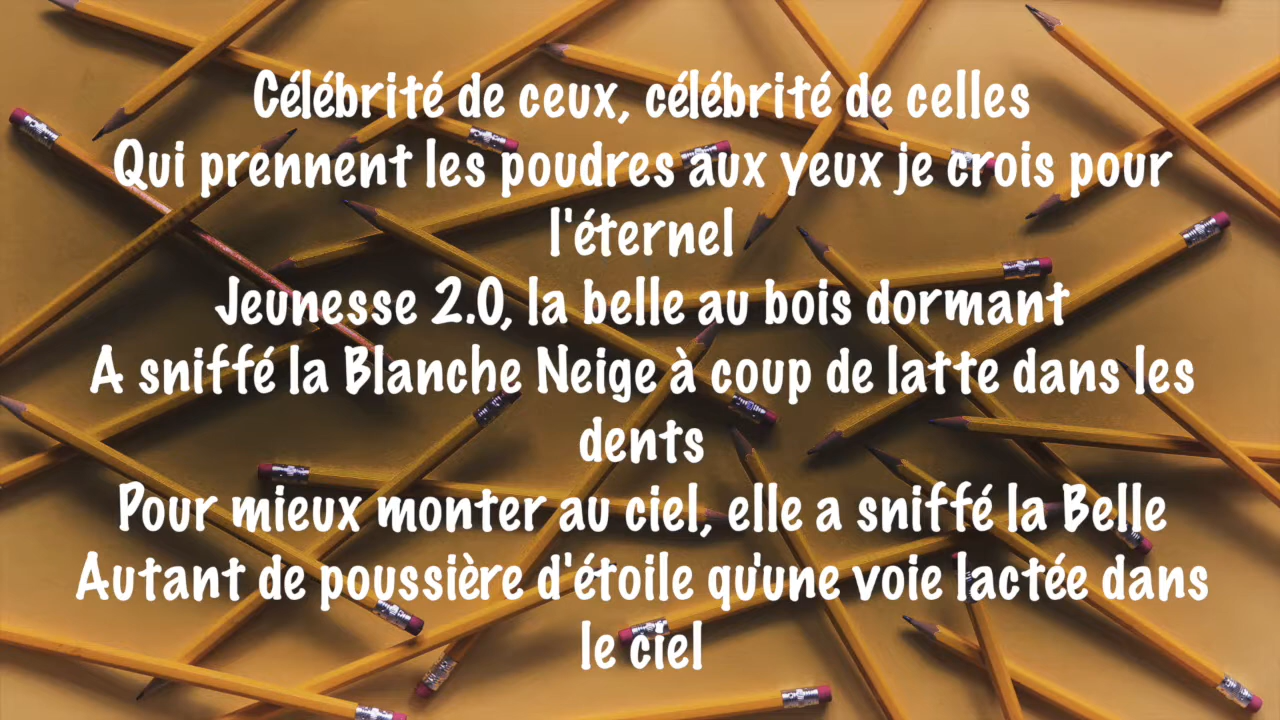 Célébrité de ceux, célébrité de celles
Qui prennent les poudres aux yeux je crois pour
l'éternel
Jeunesse 2.0, la belle au bois dormant
A sniffé la Blanche Neige à coup de latte dans les
dents
Pour mieux monter au ciel, elle a sniffé la Belle
Autant de poussière d'étoile qu'une voie lactée dans
le ciel